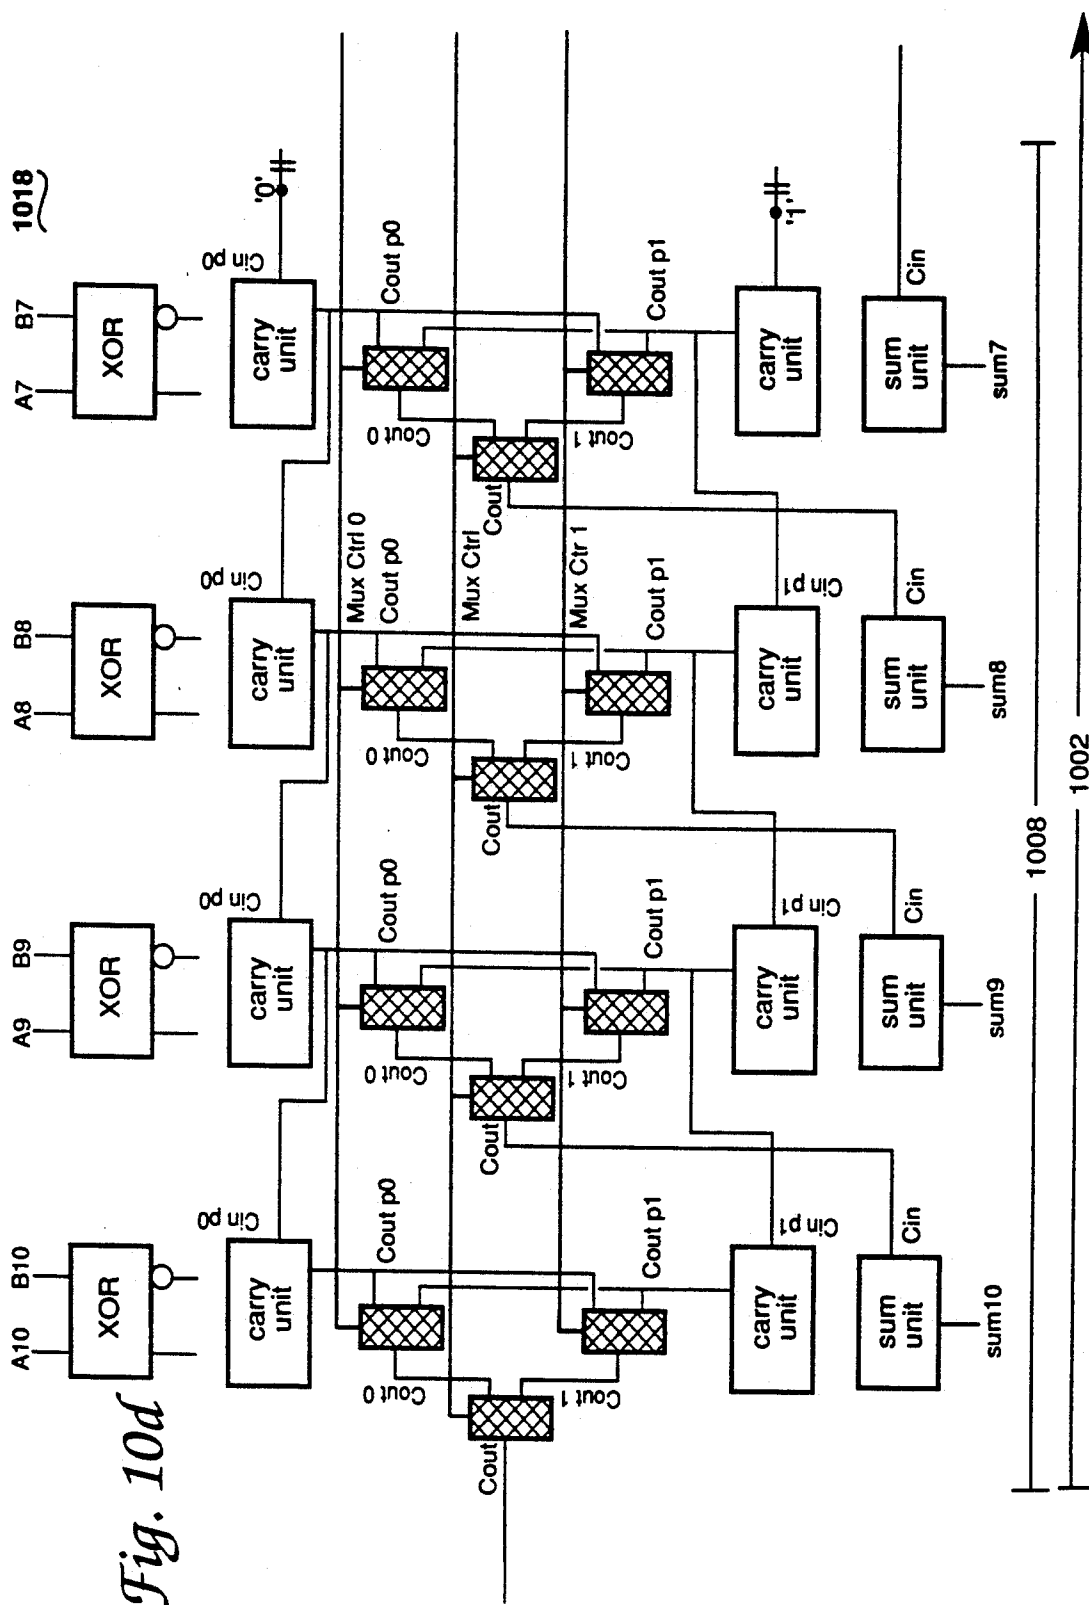 1018
A10 B10 A9 B9 A8 B8 A7 B7
XOR XOR XOR XOR
Fig. 10d
Cin p0 Cin p0 Cin p0 Cin p0 '0'
carry unit carry unit carry unit carry unit
Mux Ctrl 0
Cout p0 Cout p0 Cout p0 Cout p0
Cout 0 Cout 0 Cout 0 Cout 0
Mux Ctrl
Cout Cout Cout Cout
Mux Ctr 1
Cout 1 Cout 1 Cout 1 Cout 1
Cout p1 Cout p1 Cout p1 Cout p1
carry unit carry unit carry unit carry unit
Cin p1 Cin p1 Cin p1 '1'
Cin Cin Cin Cin
sum unit sum unit sum unit sum unit
sum10 sum9 sum8 sum7
1008
1002